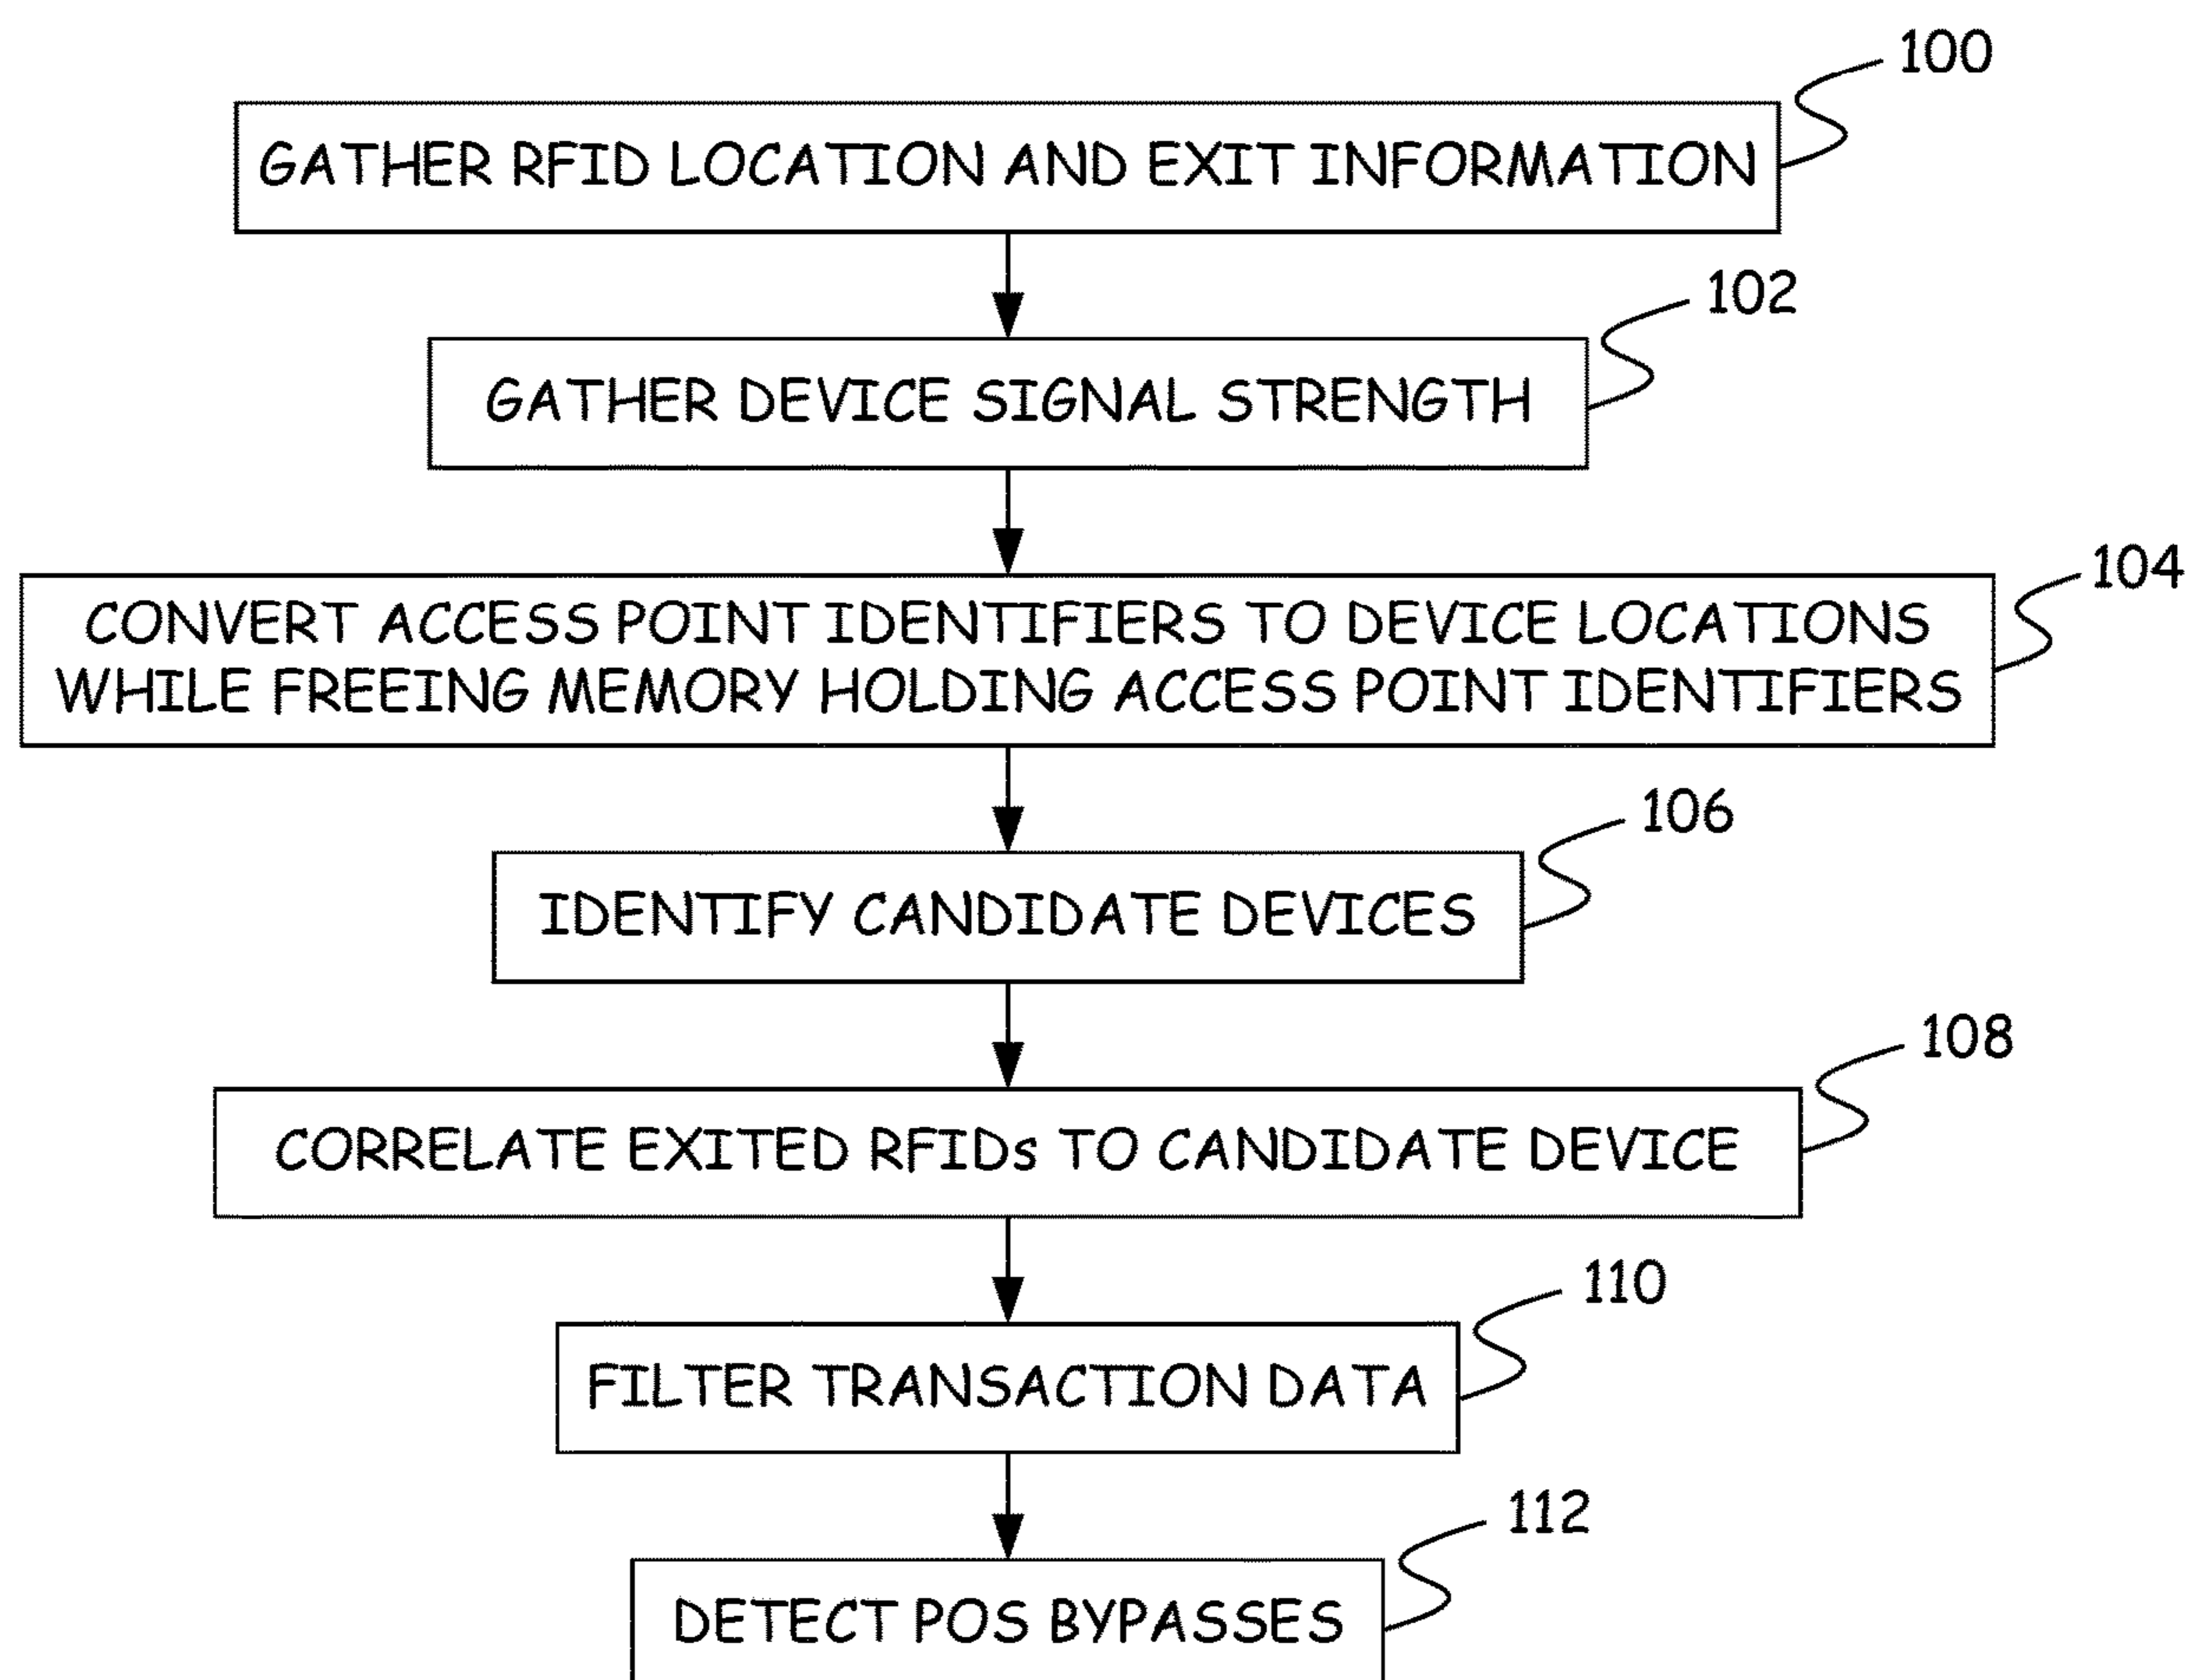 100
GATHER RFID LOCATION AND EXIT INFORMATION
102
GATHER DEVICE SIGNAL STRENGTH
104
CONVERT ACCESS POINT IDENTIFIERS TO DEVICE LOCATIONS
WHILE FREEING MEMORY HOLDING ACCESS POINT IDENTIFIERS
106
IDENTIFY CANDIDATE DEVICES
108
CORRELATE EXITED RFIDs TO CANDIDATE DEVICE
110
FILTER TRANSACTION DATA
112
DETECT POS BYPASSES